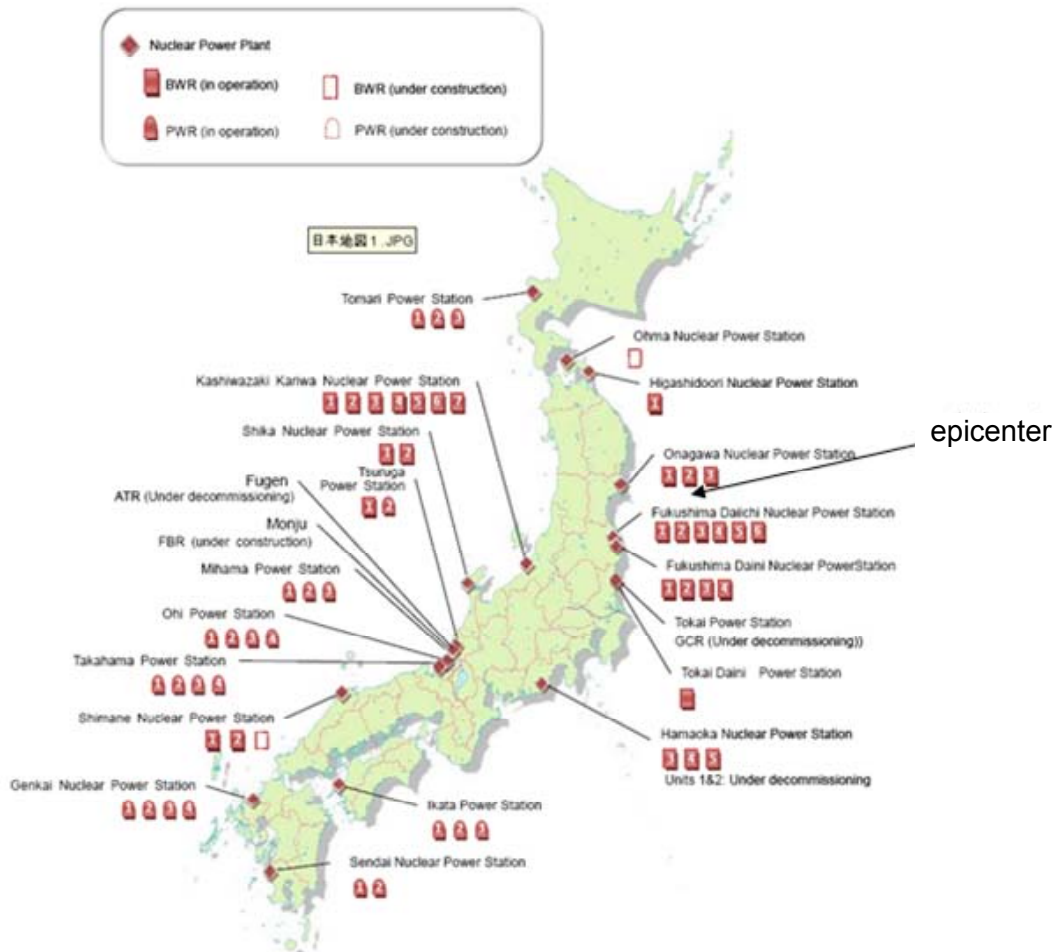 Nuclear Power Plant
BWR (in operation)
BWR (under construction)
PWR (in operation)
PWR (under construction)
日本地図1.JPG
Tomari Power Station
1 2 3
Ohma Nuclear Power Station
Higashidoori Nuclear Power Station
1
Kashiwazaki Kariwa Nuclear Power Station
1 2 3 4 5 6 7
epicenter
Shika Nuclear Power Station
1 2
Onagawa Nuclear Power Station
1 2 3
Tsuruga
Power Station
1 2
Fugen
ATR (Under decommissioning)
Fukushima Daiichi Nuclear Power Station
1 2 3 4 5 6
Monju
FBR (under construction)
Fukushima Daini Nuclear PowerStation
1 2 3 4
Mihama Power Station
1 2 3
Ohi Power Station
1 2 3 4
Tokai Power Station
GCR (Under decommissioning))
Takahama Power Station
1 2 3 4
Tokai Daini Power Station
Shimane Nuclear Power Station
1 2
Hamaoka Nuclear Power Station
3 4 5
Units 1&2: Under decommissioning
Genkai Nuclear Power Station
1 2 3 4
Ikata Power Station
1 2 3
Sendai Nuclear Power Station
1 2